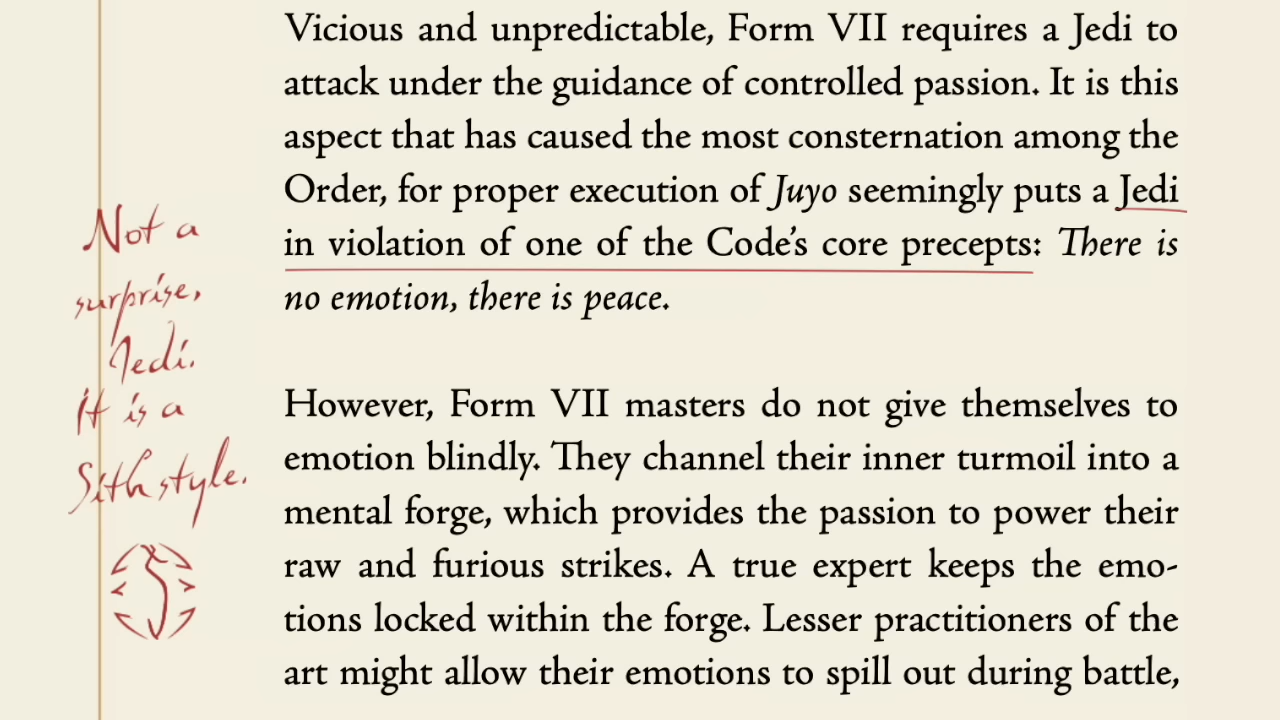 Vicious and unpredictable, Form VII requires a Jedi to
attack under the guidance of controlled passion. It is this
aspect that has caused the most consternation among the
Order, for proper execution of Juyo seemingly puts a Jedi
in violation of one of the Code's core precepts: There is
no emotion, there is peace.
Not a
surprise,
Jedi.
it is a
Sith style.
However, Form VII masters do not give themselves to
emotion blindly. They channel their inner turmoil into a
mental forge, which provides the passion to power their
raw and furious strikes. A true expert keeps the emo-
tions locked within the forge. Lesser practitioners of the
art might allow their emotions to spill out during battle,